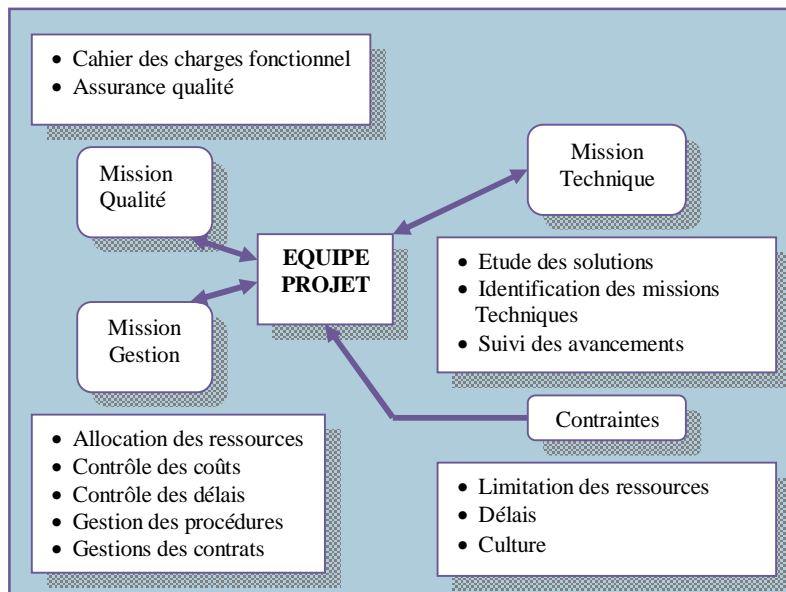 • Cahier des charges fonctionnel
• Assurance qualité
Mission
Qualité
Mission
Technique
EQUIPE
PROJET
• Etude des solutions
• Identification des missions
Techniques
• Suivi des avancements
Mission
Gestion
Contraintes
• Allocation des ressources
• Contrôle des coûts
• Contrôle des délais
• Gestion des procédures
• Gestions des contrats
• Limitation des ressources
• Délais
• Culture